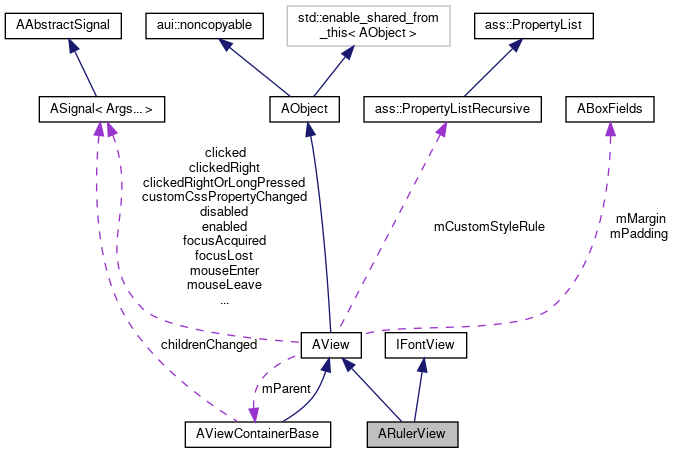 AAbstractSignal
aui::noncopyable
std::enable_shared_from
_this< AObject >
ass::PropertyList
ASignal< Args... >
AObject
ass::PropertyListRecursive
ABoxFields
clicked
clickedRight
clickedRightOrLongPressed
customCssPropertyChanged
disabled
enabled
focusAcquired
focusLost
mouseEnter
mouseLeave
...
mCustomStyleRule
mMargin
mPadding
childrenChanged
AView
IFontView
mParent
AViewContainerBase
ARulerView